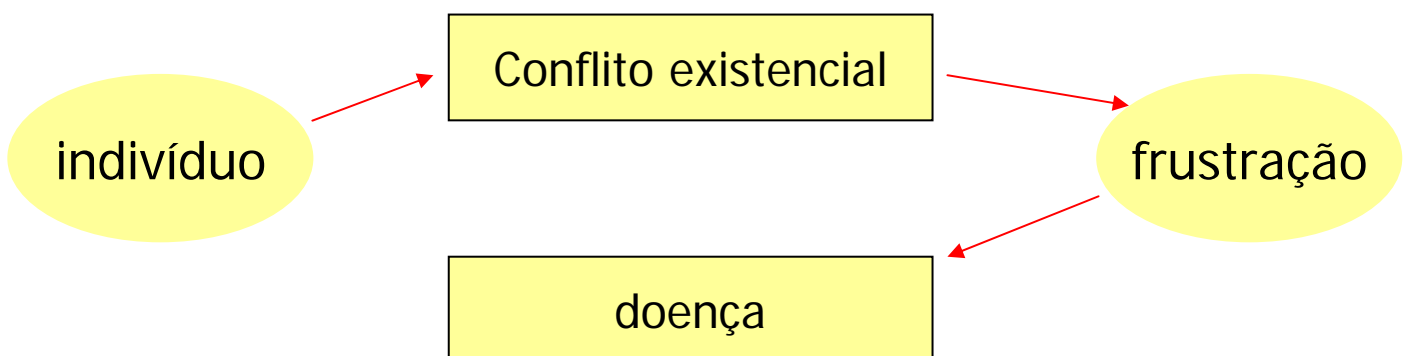 Conflito existencial
indivíduo
frustração
doença